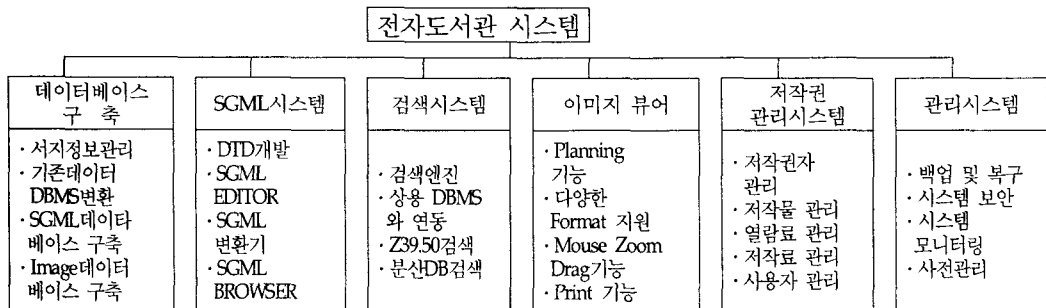 전자도서관 시스템
데이터베이스
구 축
· 서지정보관리
· 기존데이터
DBMS변환
· SGML데이타
베이스 구축
· Image데이터
베이스 구축
SGML시스템
· DTD개발
· SGML
EDITOR
· SGML
변환기
· SGML
BROWSER
검색시스템
· 검색엔진
· 상용 DBMS
와 연동
· Z39.50검색
· 분산DB검색
이미지 뷰어
· Planning
기능
· 다양한
Format 지원
· Mouse Zoom
Drag기능
· Print 기능
저작권
관리시스템
· 저작권자
관리
· 저작물 관리
· 열람료 관리
· 저작료 관리
· 사용자 관리
관리시스템
· 백업 및 복구
· 시스템 보안
· 시스템
모니터링
· 사전관리